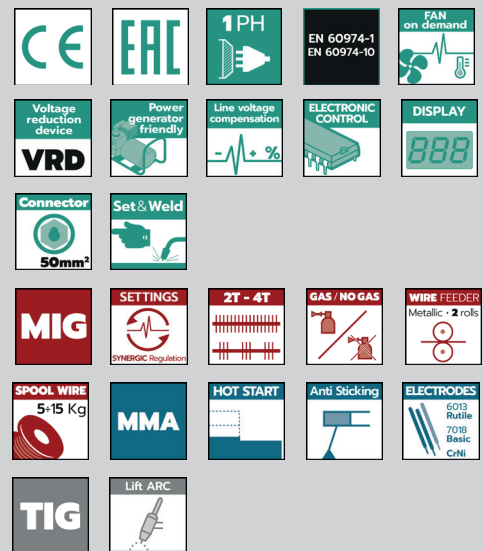 CE
EAC
1 PH
EN 60974-1
EN 60974-10
FAN
on demand
Voltage
reduction
device
VRD
Power
generator
friendly
Line voltage
compensation
- + %
ELECTRONIC
CONTROL
DISPLAY
888
Connector
50mm²
Set&Weld
MIG
SETTINGS
SYNERGIC Regulation
2T - 4T
GAS / NO GAS
WIRE FEEDER
Metallic • 2 rolls
SPOOL WIRE
5÷15 Kg
MMA
HOT START
Anti Sticking
ELECTRODES
6013
Rutile
7018
Basic
CrNi
TIG
Lift ARC